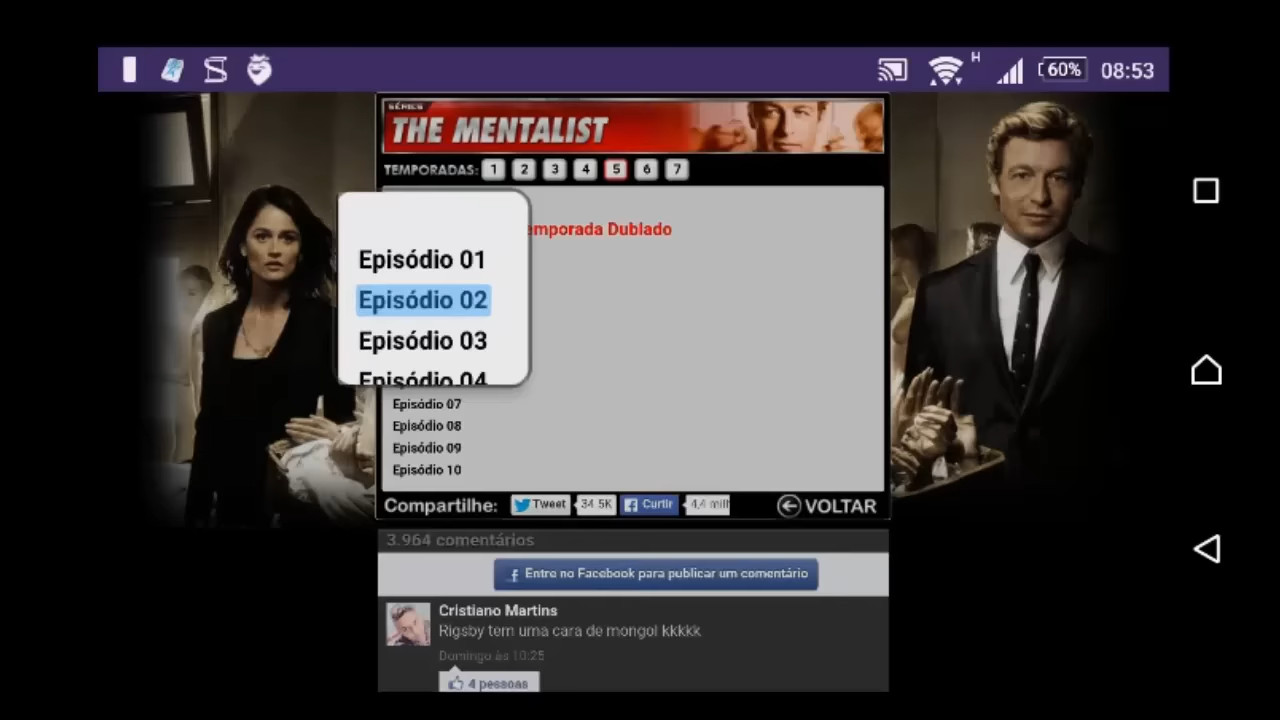 60% 08:53
SÉRIES
THE MENTALIST
TEMPORADAS: 1 2 3 4 5 6 7
emporada Dublado
Episódio 01
Episódio 02
Episódio 03
Episódio 04
Episódio 07
Episódio 08
Episódio 09
Episódio 10
Compartilhe: Tweet 34.5K Curtir 4,4 mill VOLTAR
3.964 comentários
Entre no Facebook para publicar um comentário
Cristiano Martins
Rigsby tem uma cara de mongol kkkkk
Domingo às 10:25
4 pessoas